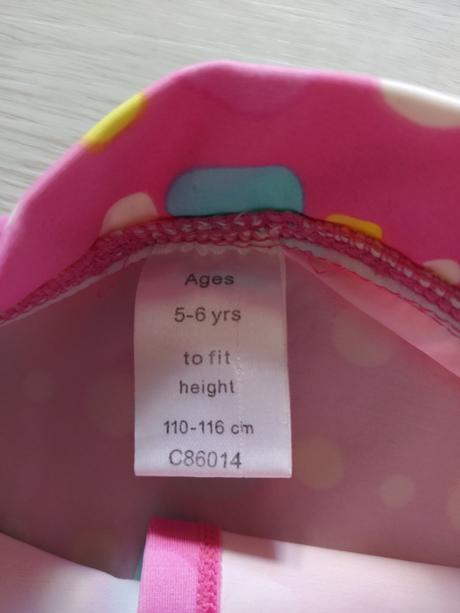 Ages
5-6 yrs
to fit
height
110-116 cm
C86014